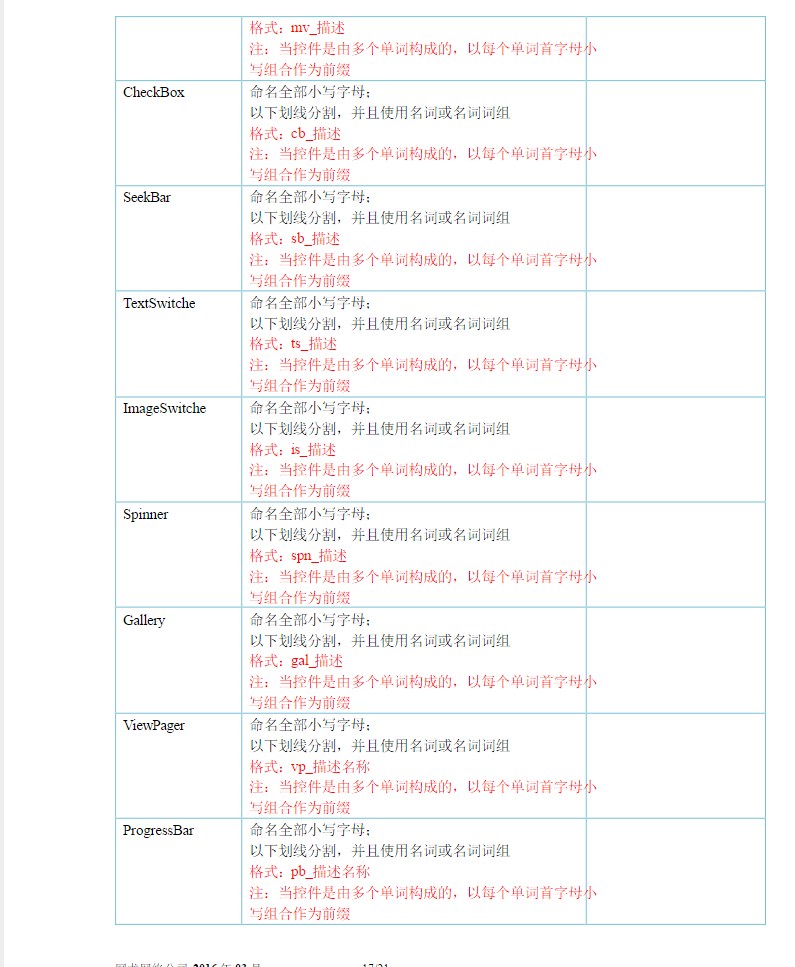 格式：mv_描述
注：当控件是由多个单词构成的，以每个单词首字母小
写组合作为前缀
CheckBox
命名全部小写字母；
以下划线分割，并且使用名词或名词词组
格式：cb_描述
注：当控件是由多个单词构成的，以每个单词首字母小
写组合作为前缀
SeekBar
命名全部小写字母；
以下划线分割，并且使用名词或名词词组
格式：sb_描述
注：当控件是由多个单词构成的，以每个单词首字母小
写组合作为前缀
TextSwitche
命名全部小写字母；
以下划线分割，并且使用名词或名词词组
格式：ts_描述
注：当控件是由多个单词构成的，以每个单词首字母小
写组合作为前缀
ImageSwitche
命名全部小写字母；
以下划线分割，并且使用名词或名词词组
格式：is_描述
注：当控件是由多个单词构成的，以每个单词首字母小
写组合作为前缀
Spinner
命名全部小写字母；
以下划线分割，并且使用名词或名词词组
格式：spn_描述
注：当控件是由多个单词构成的，以每个单词首字母小
写组合作为前缀
Gallery
命名全部小写字母；
以下划线分割，并且使用名词或名词词组
格式：gal_描述
注：当控件是由多个单词构成的，以每个单词首字母小
写组合作为前缀
ViewPager
命名全部小写字母；
以下划线分割，并且使用名词或名词词组
格式：vp_描述名称
注：当控件是由多个单词构成的，以每个单词首字母小
写组合作为前缀
ProgressBar
命名全部小写字母；
以下划线分割，并且使用名词或名词词组
格式：pb_描述名称
注：当控件是由多个单词构成的，以每个单词首字母小
写组合作为前缀
2016 年 03 月 17/21